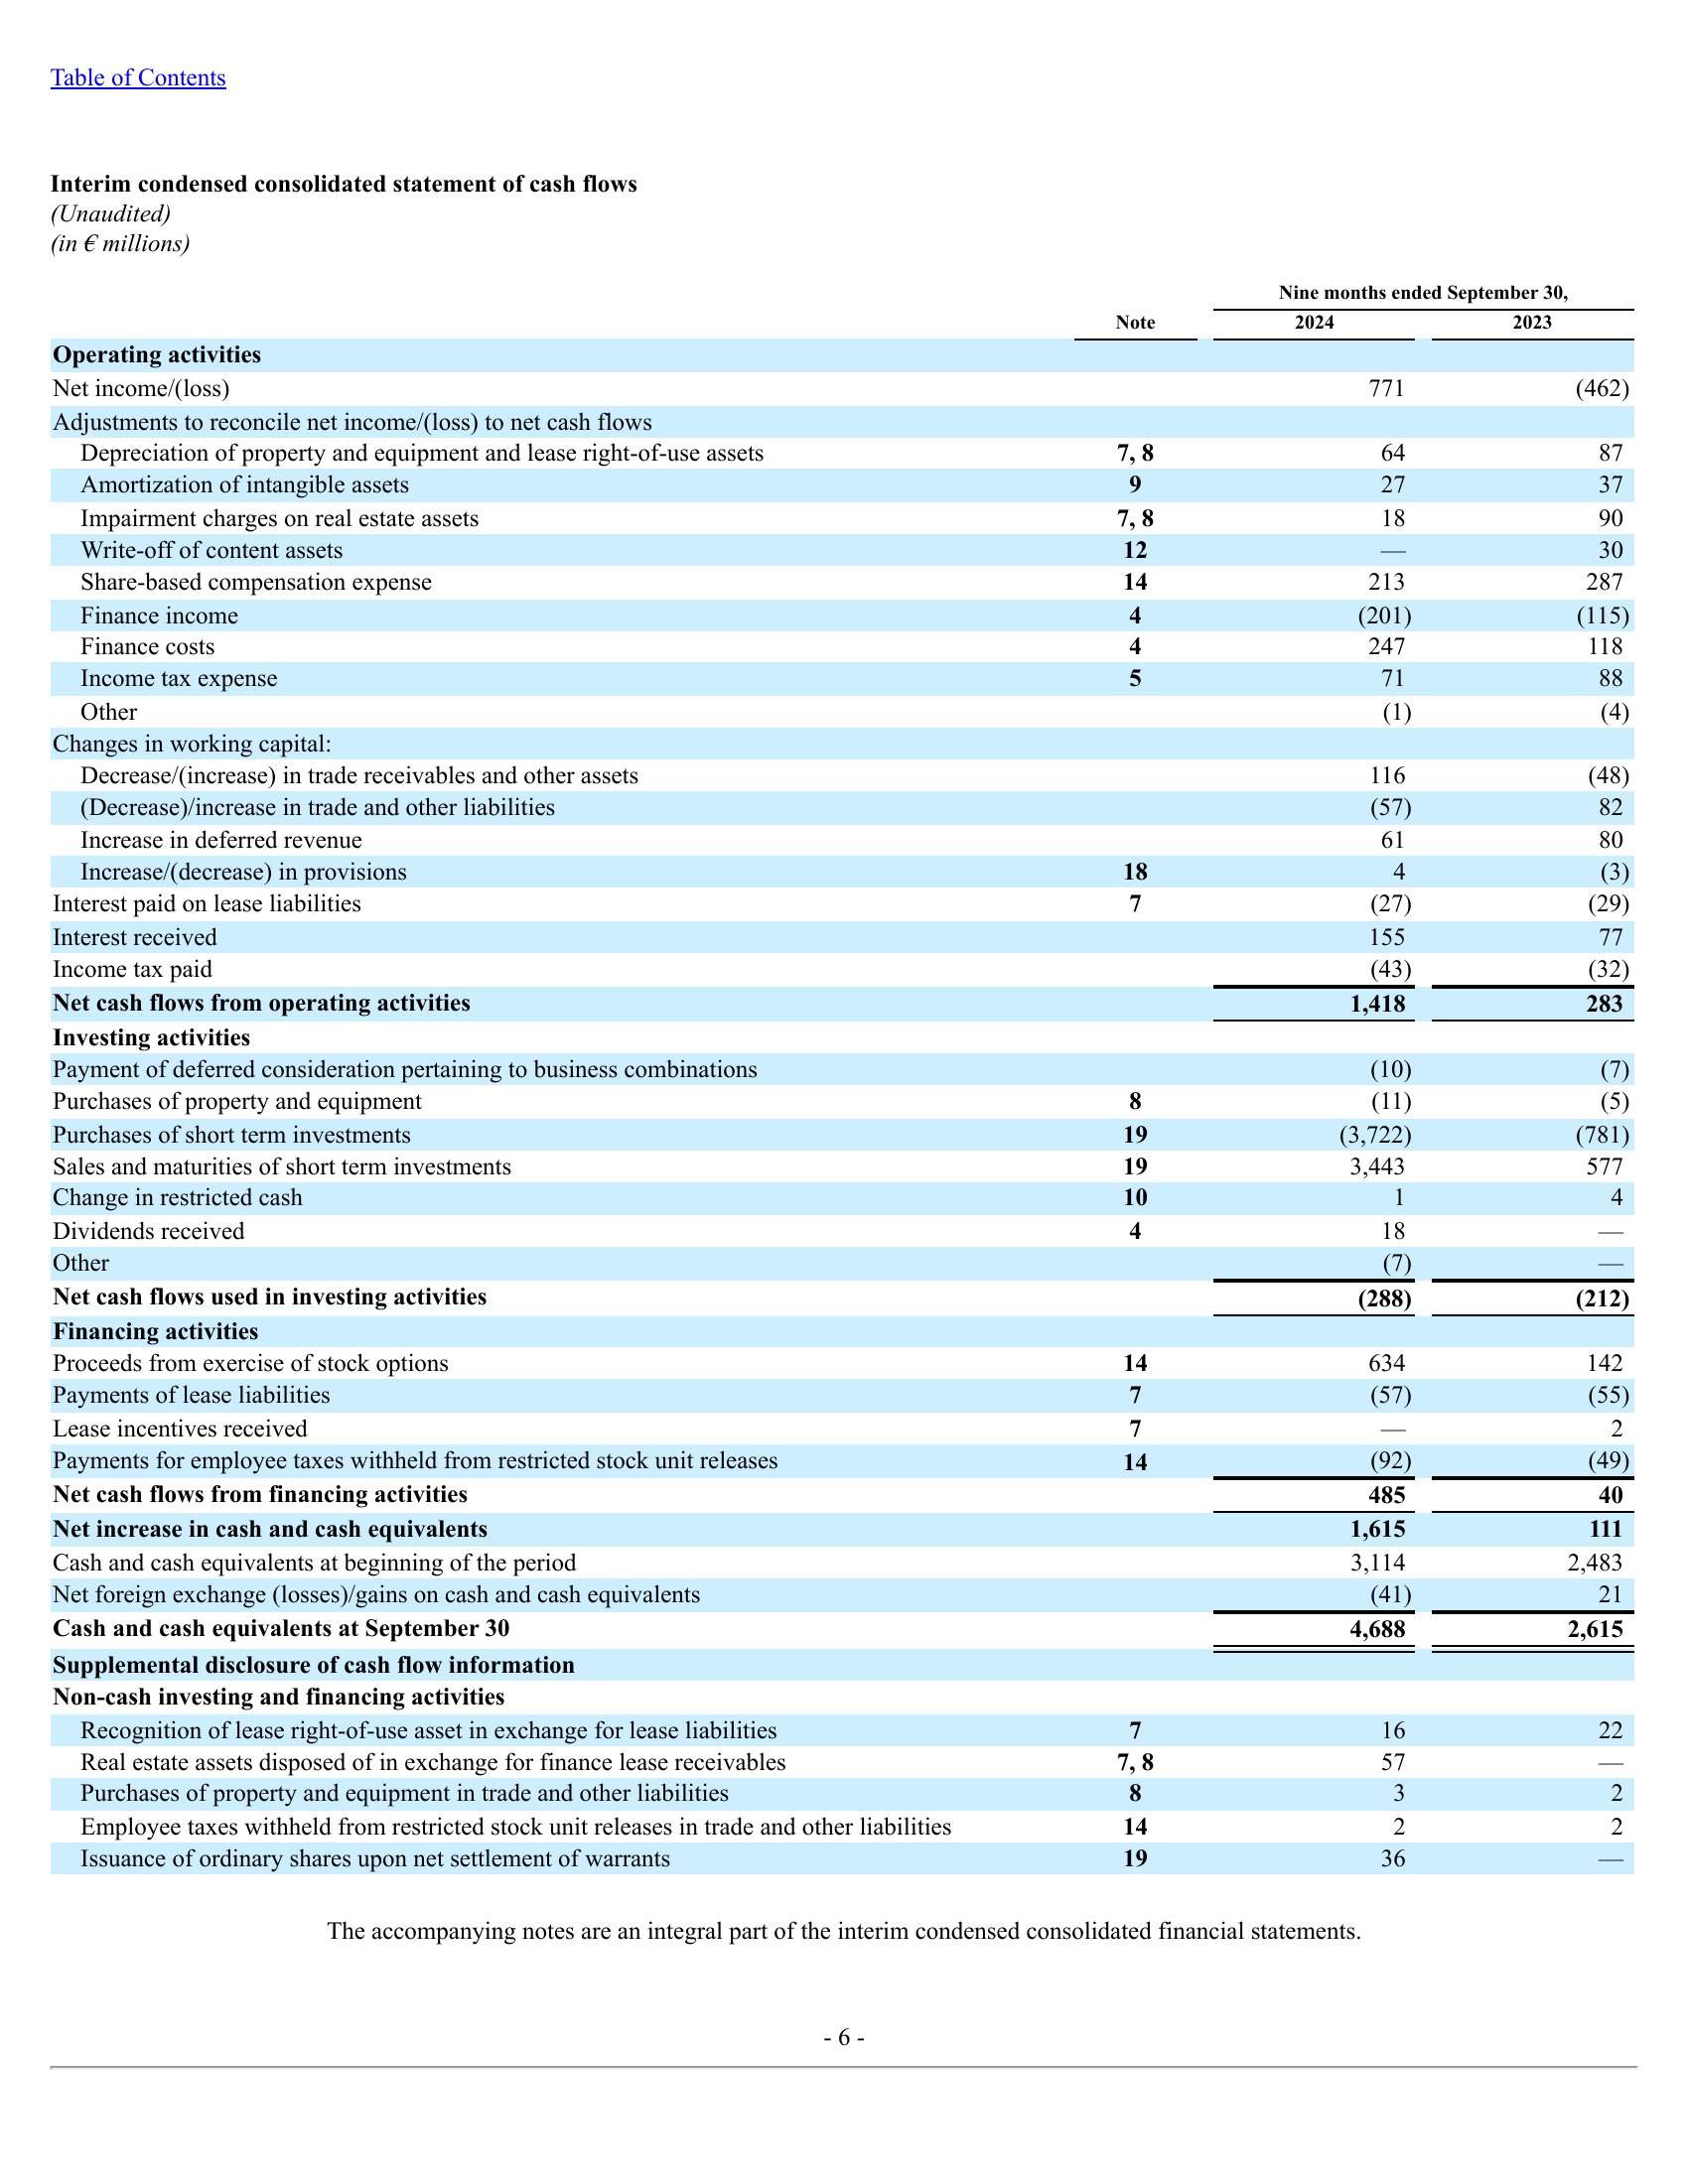 Table of Contents
Interim condensed consolidated statement of cash flows
(Unaudited)
(in € millions)
Nine months ended September 30,
Note 2024 2023
Operating activities
Net income/(loss) 771 (462)
Adjustments to reconcile net income/(loss) to net cash flows
Depreciation of property and equipment and lease right-of-use assets 7, 8 64 87
Amortization of intangible assets 9 27 37
Impairment charges on real estate assets 7, 8 18 90
Write-off of content assets 12 — 30
Share-based compensation expense 14 213 287
Finance income 4 (201) (115)
Finance costs 4 247 118
Income tax expense 5 71 88
Other (1) (4)
Changes in working capital:
Decrease/(increase) in trade receivables and other assets 116 (48)
(Decrease)/increase in trade and other liabilities (57) 82
Increase in deferred revenue 61 80
Increase/(decrease) in provisions 18 4 (3)
Interest paid on lease liabilities 7 (27) (29)
Interest received 155 77
Income tax paid (43) (32)
Net cash flows from operating activities 1,418 283
Investing activities
Payment of deferred consideration pertaining to business combinations (10) (7)
Purchases of property and equipment 8 (11) (5)
Purchases of short term investments 19 (3,722) (781)
Sales and maturities of short term investments 19 3,443 577
Change in restricted cash 10 1 4
Dividends received 4 18 —
Other (7) —
Net cash flows used in investing activities (288) (212)
Financing activities
Proceeds from exercise of stock options 14 634 142
Payments of lease liabilities 7 (57) (55)
Lease incentives received 7 — 2
Payments for employee taxes withheld from restricted stock unit releases 14 (92) (49)
Net cash flows from financing activities 485 40
Net increase in cash and cash equivalents 1,615 111
Cash and cash equivalents at beginning of the period 3,114 2,483
Net foreign exchange (losses)/gains on cash and cash equivalents (41) 21
Cash and cash equivalents at September 30 4,688 2,615
Supplemental disclosure of cash flow information
Non-cash investing and financing activities
Recognition of lease right-of-use asset in exchange for lease liabilities 7 16 22
Real estate assets disposed of in exchange for finance lease receivables 7, 8 57 —
Purchases of property and equipment in trade and other liabilities 8 3 2
Employee taxes withheld from restricted stock unit releases in trade and other liabilities 14 2 2
Issuance of ordinary shares upon net settlement of warrants 19 36 —
The accompanying notes are an integral part of the interim condensed consolidated financial statements.
- 6 -